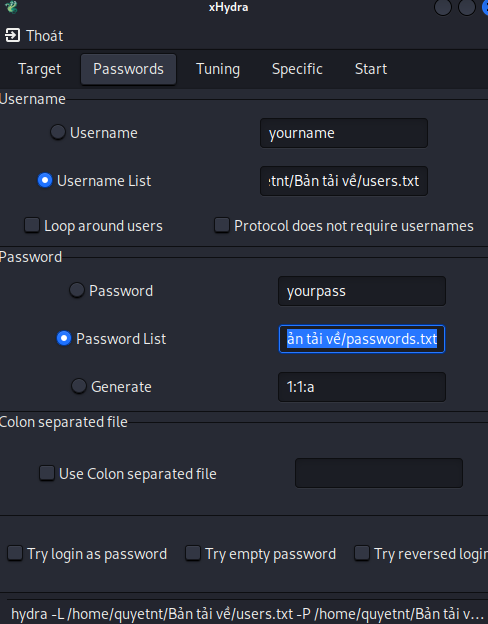 xHydra
Thoát
Target Passwords Tuning Specific Start
Username
Username yourname
Username List etnt/Bản tải về/users.txt
Loop around users Protocol does not require usernames
Password
Password yourpass
Password List ản tải về/passwords.txt
Generate 1:1:a
Colon separated file
Use Colon separated file
Try login as password Try empty password Try reversed login
hydra -L /home/quyetnt/Bản tải về/users.txt -P /home/quyetnt/Bản tải v...